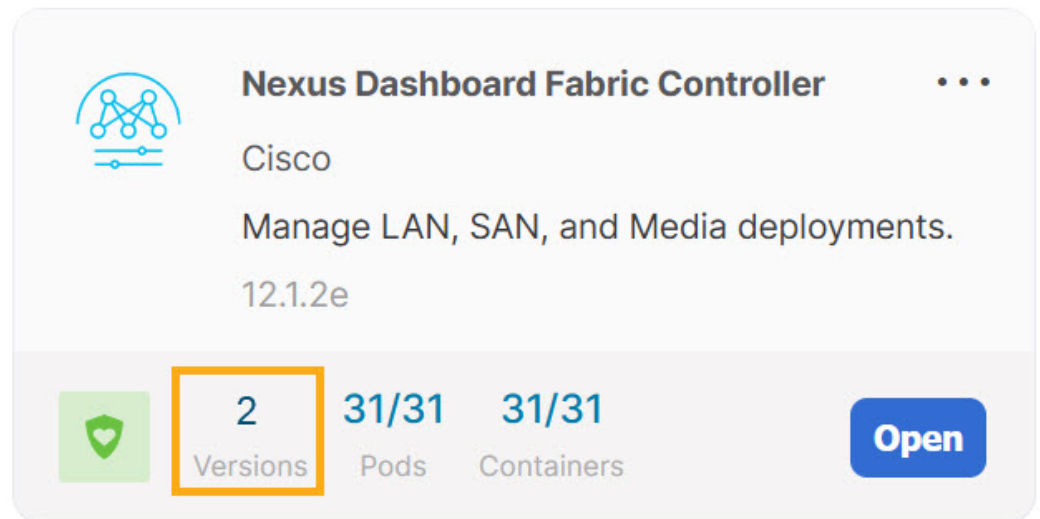 Nexus Dashboard Fabric Controller
Cisco
Manage LAN, SAN, and Media deployments.
12.1.2e
2 31/31 31/31
Versions Pods Containers
Open